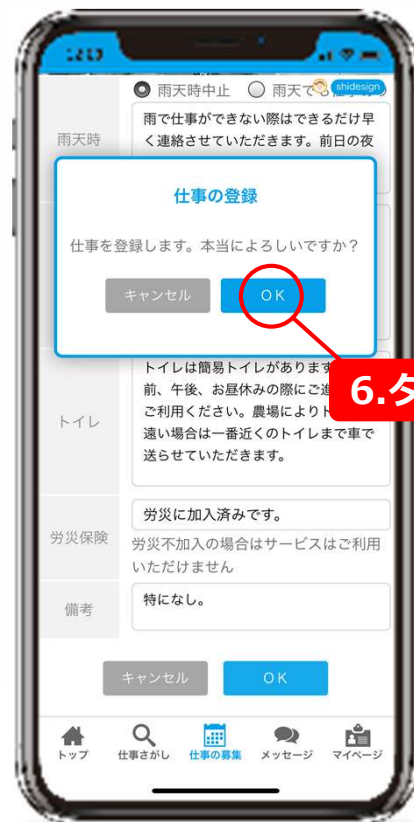 雨天時中止
shidesign
雨天時
雨で仕事ができない際はできるだけ早
く連絡させていただきます。前日の夜
仕事の登録
仕事を登録します。本当によろしいですか？
キャンセル
OK
6.タ
トイレ
トイレは簡易トイレがあります
前、午後、お昼休みの際にご
ご利用ください。農場により
遠い場合は一番近くのトイレまで車で
送らせていただきます。
労災保険
労災に加入済みです。
労災不加入の場合はサービスはご利用
いただけません
備考
特になし。
キャンセル
OK
トップ
仕事さがし
仕事の募集
メッセージ
マイページ